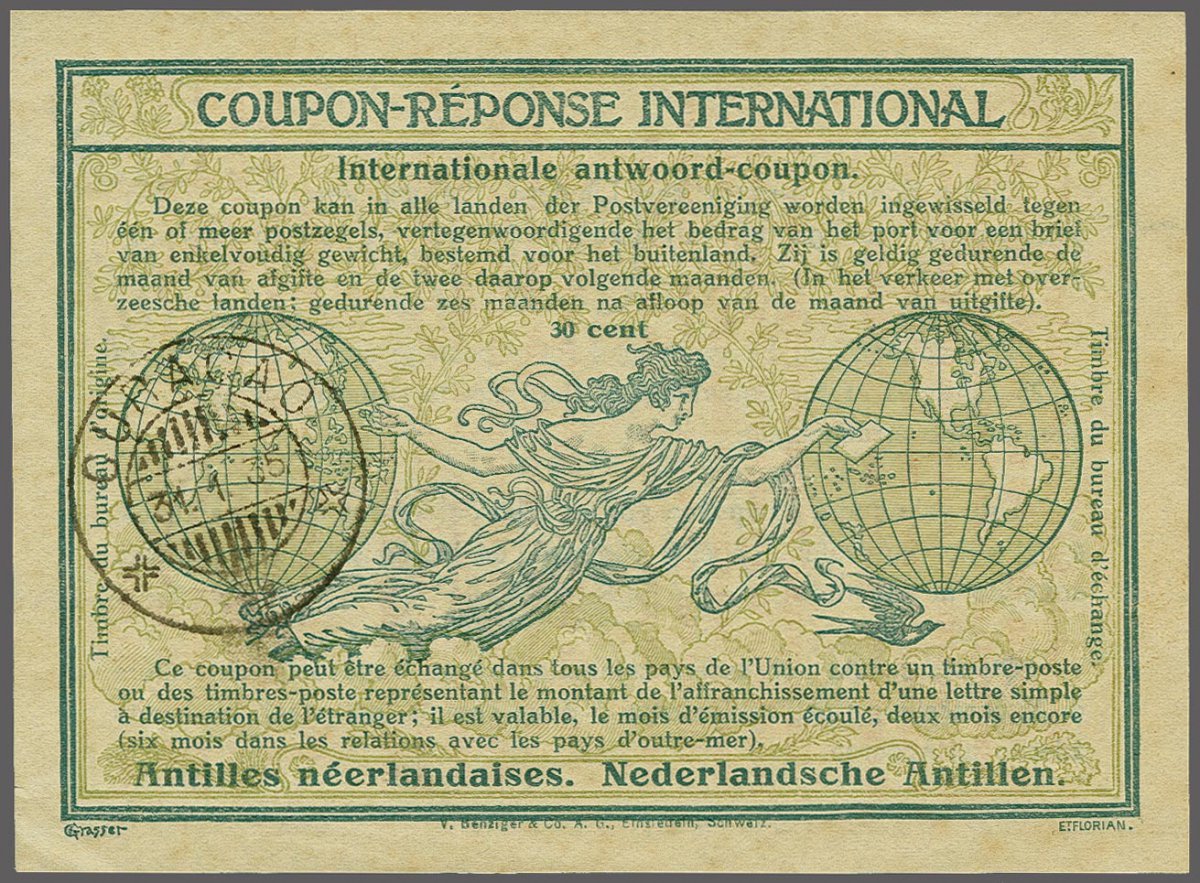 COUPON-RÉPONSE INTERNATIONAL
Internationale antwoord-coupon.
Deze coupon kan in alle landen der Postvereeniging worden ingewisseld tegen
één of meer postzegels, vertegenwoordigende het bedrag van het port voor een brief
van enkelvoudig gewicht, bestemd voor het buitenland. Zij is geldig gedurende de
maand van afgifte en de twee daarop volgende maanden. (In het verkeer met over-
zeesche landen: gedurende zes maanden na afloop van de maand van uitgifte).
30 cent
Timbre du bureau d'origine.
CURAÇAO
31. 1 35
Timbre du bureau d'échange.
Ce coupon peut être échangé dans tous les pays de l'Union contre un timbre-poste
ou des timbres-poste représentant le montant de l'affranchissement d'une lettre simple
à destination de l'étranger; il est valable, le mois d'émission écoulé, deux mois encore
(six mois dans les relations avec les pays d'outre-mer).
Antilles néerlandaises. Nederlandsche Antillen.
EGrasset
V. Benziger & Co. A. G., Einsiedeln, Schweiz.
ET.FLORIAN.